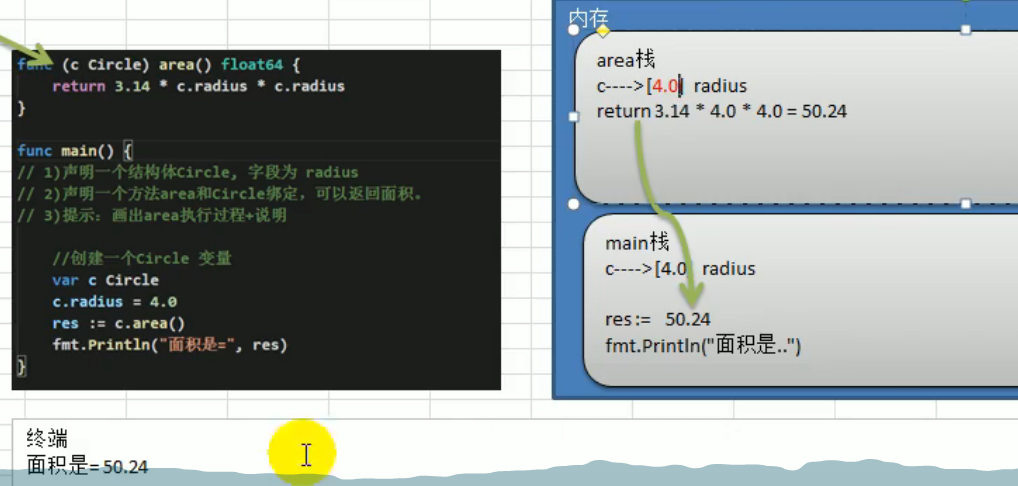 func (c Circle) area() float64 {
return 3.14 * c.radius * c.radius
}
func main() {
// 1)声明一个结构体Circle, 字段为 radius
// 2)声明一个方法area和Circle绑定，可以返回面积。
// 3)提示：画出area执行过程+说明
//创建一个Circle 变量
var c Circle
c.radius = 4.0
res := c.area()
fmt.Println("面积是=", res)
}
内存
area栈
c---->[4.0] radius
return 3.14 * 4.0 * 4.0 = 50.24
main栈
c---->[4.0] radius
res := 50.24
fmt.Println("面积是..")
终端
面积是= 50.24